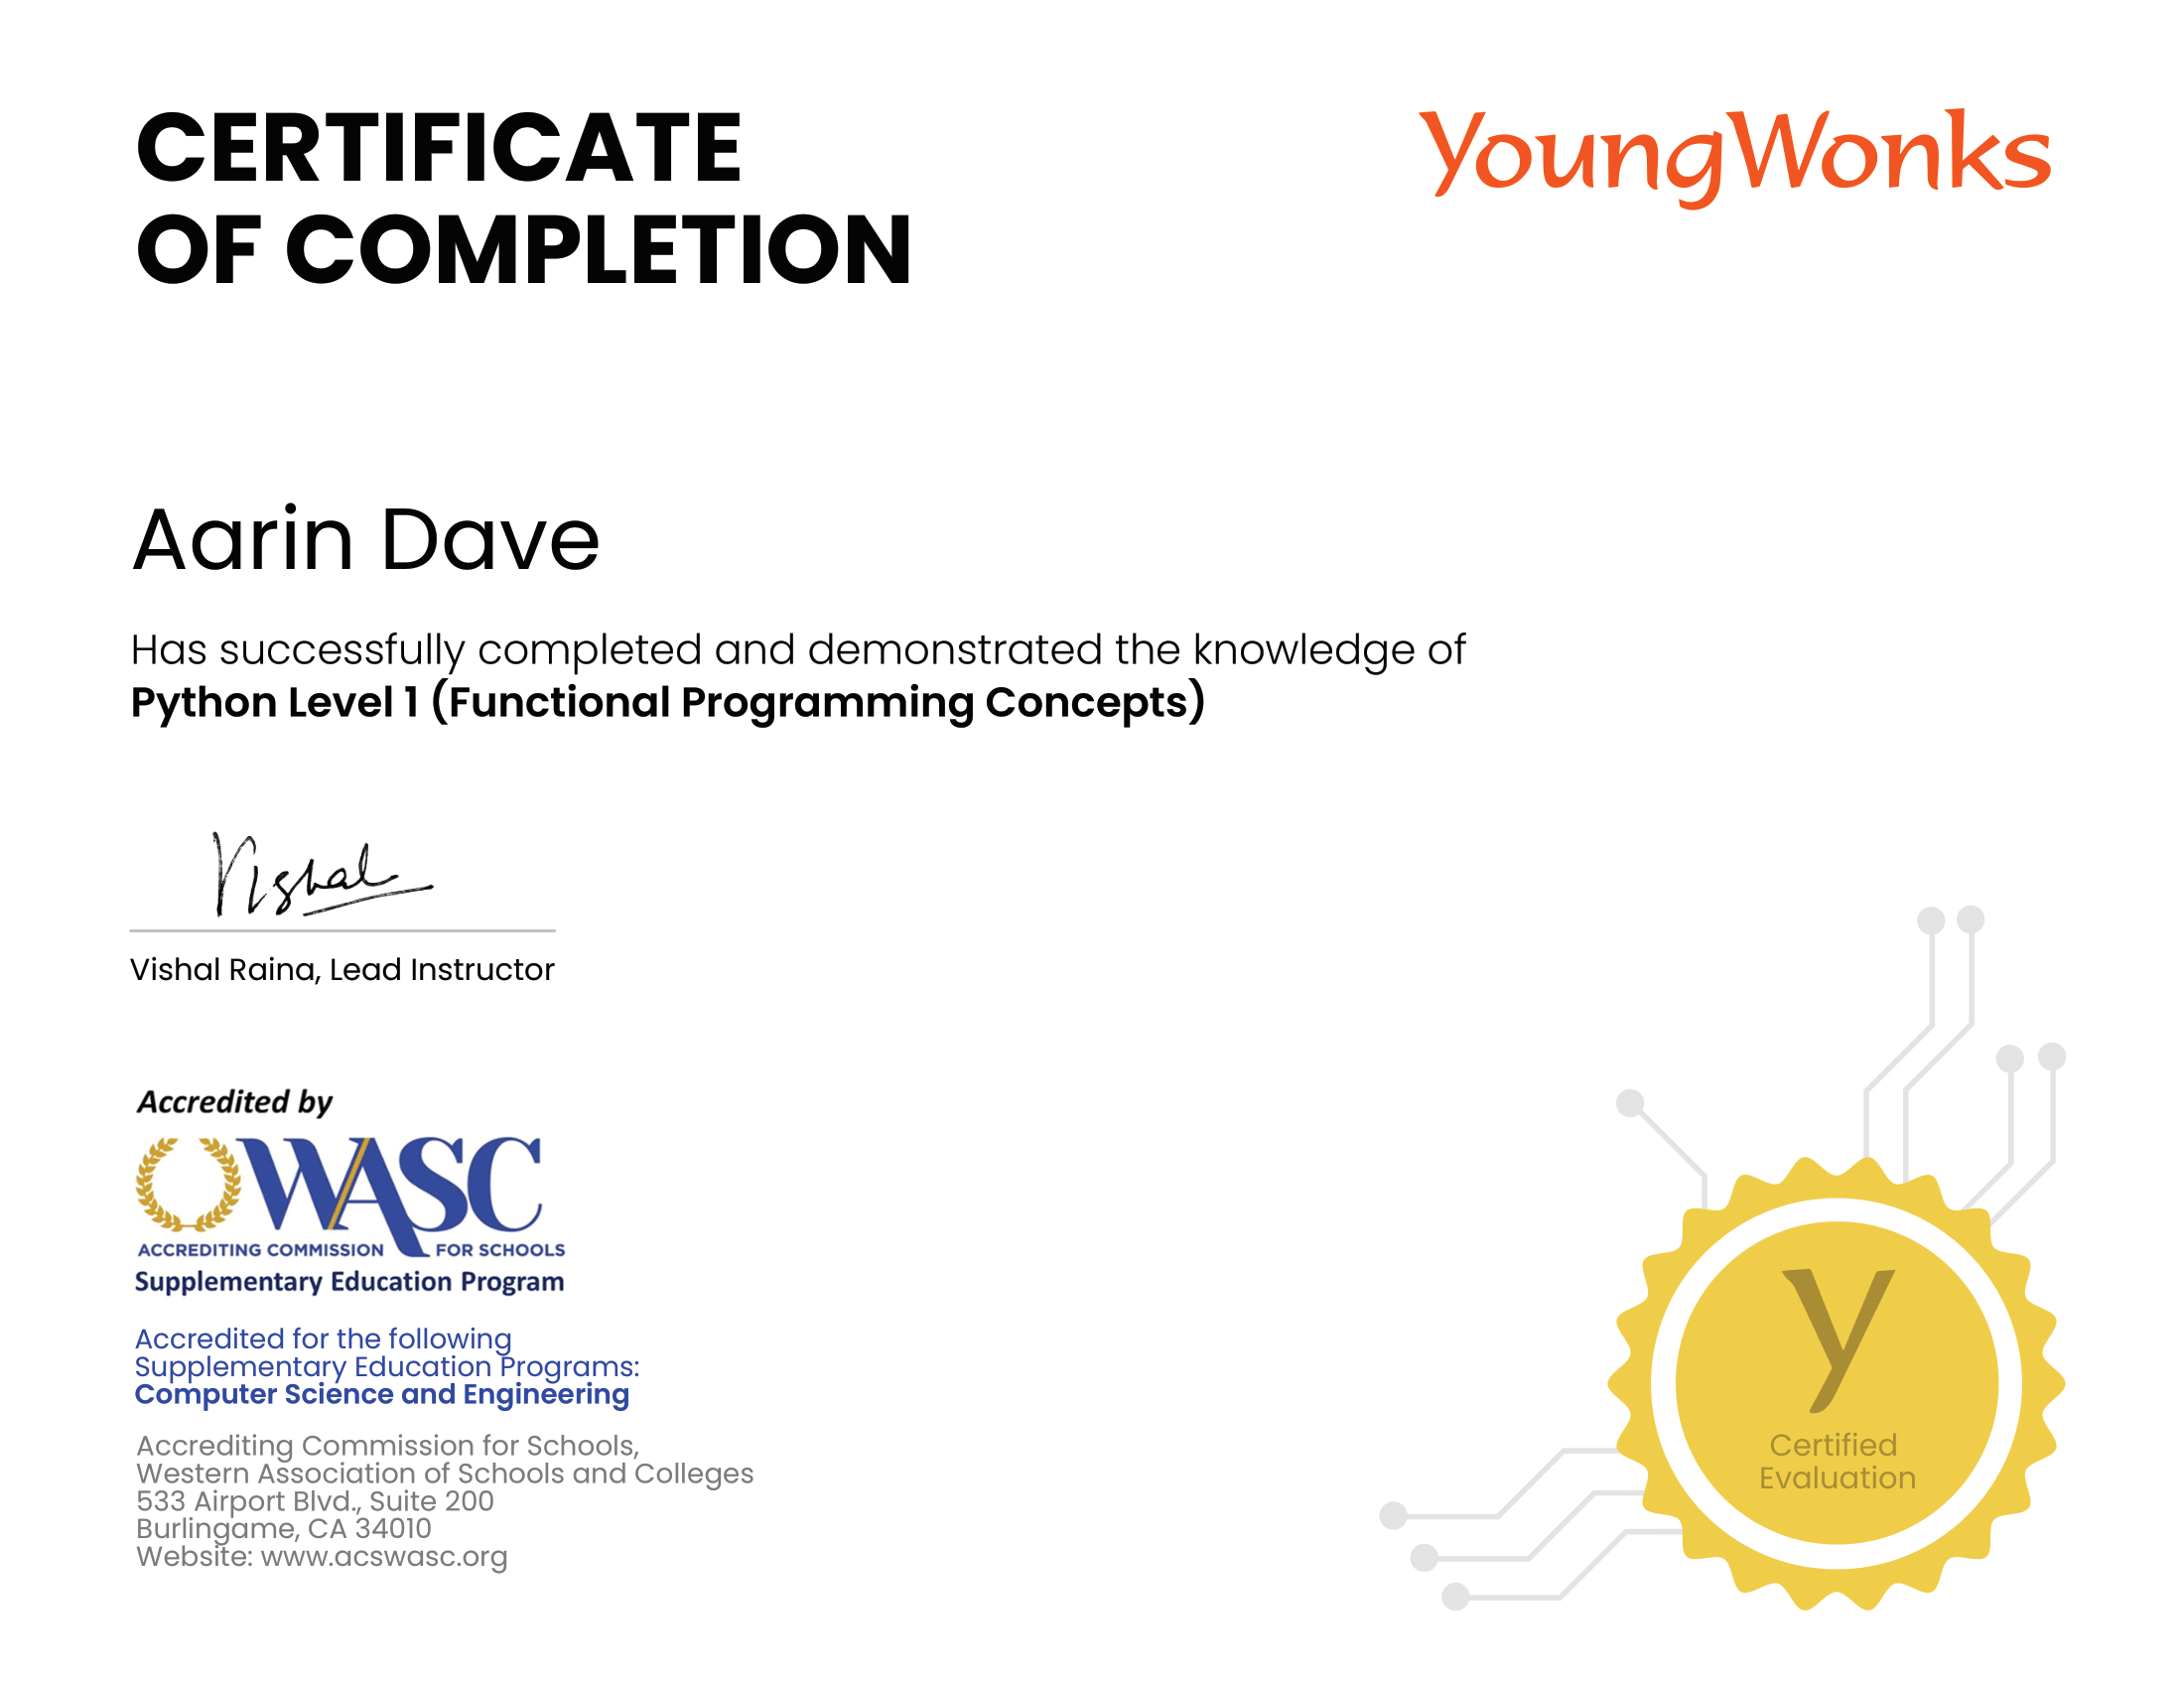 CERTIFICATE
OF COMPLETION
YoungWonks
Aarin Dave
Has successfully completed and demonstrated the knowledge of
Python Level 1 (Functional Programming Concepts)
Vishal
Vishal Raina, Lead Instructor
Accredited by
WASC
ACCREDITING COMMISSION FOR SCHOOLS
Supplementary Education Program
Accredited for the following
Supplementary Education Programs:
Computer Science and Engineering
Accrediting Commission for Schools,
Western Association of Schools and Colleges
533 Airport Blvd., Suite 200
Burlingame, CA 34010
Website: www.acswasc.org
y
Certified
Evaluation